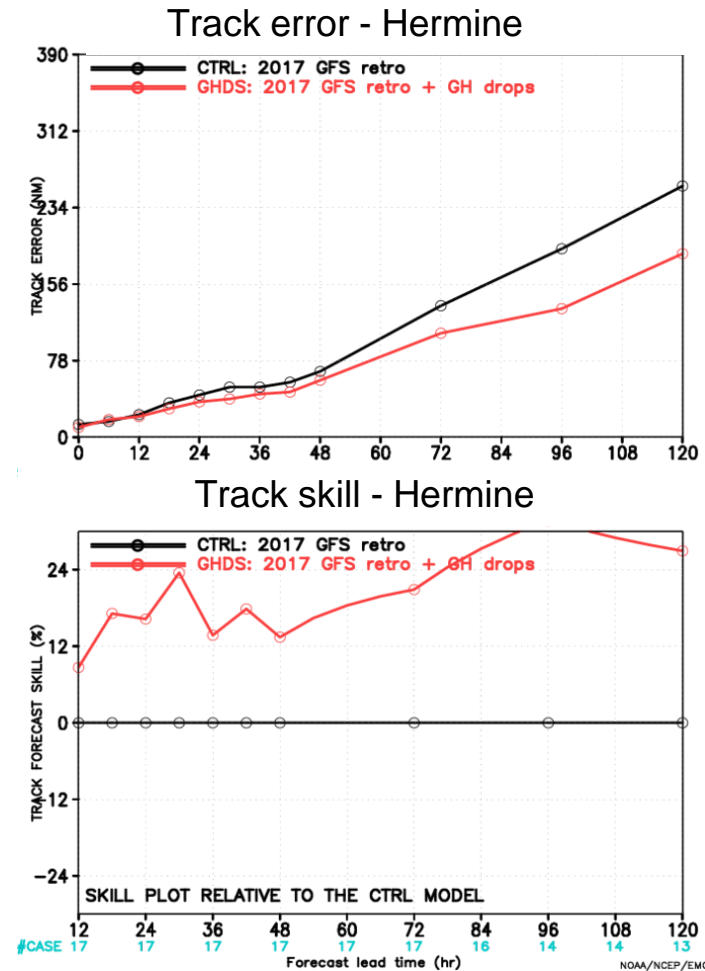 Track error - Hermine
390
CTRL: 2017 GFS retro
GHDS: 2017 GFS retro + GH drops
312
234
156
78
0
TRACK ERROR (NM)
0 12 24 36 48 60 72 84 96 108 120
Track skill - Hermine
CTRL: 2017 GFS retro
GHDS: 2017 GFS retro + GH drops
24
12
0
-12
-24
TRACK FORECAST SKILL (%)
SKILL PLOT RELATIVE TO THE CTRL MODEL
12 24 36 48 60 72 84 96 108 120
#CASE 17 17 17 17 17 17 16 14 14 13
Forecast lead time (hr)
NOAA/NCEP/EMC